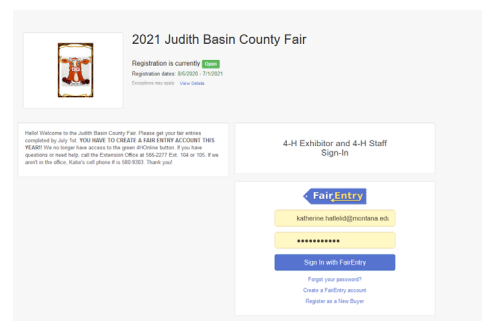 2021 Judith Basin County Fair
Registration is currently Open
Registration dates: 8/6/2020 - 7/1/2021
Exceptions may apply View Details
Hello! Welcome to the Judith Basin County Fair. Please get your fair entries
completed by July 1st. YOU HAVE TO CREATE A FAIR ENTRY ACCOUNT THIS
YEAR!! We no longer have access to the green 4HOnline button. If you have
questions or need help, call the Extension Office at 566-2277 Ext. 104 or 105. If we
aren't in the office, Katie's cell phone # is 580-9393. Thank you!
4-H Exhibitor and 4-H Staff
Sign-In
FairEntry
katherine.hatlelid@montana.edu
Sign In with FairEntry
Forgot your password?
Create a FairEntry account
Register as a New Buyer